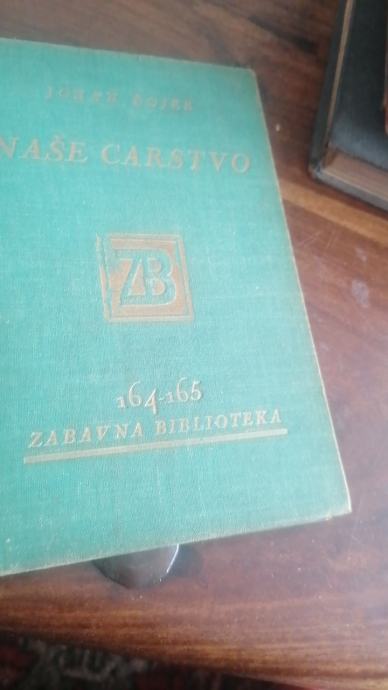 JOHAN BOJER
NAŠE CARSTVO
ZB
164-165
ZABAVNA BIBLIOTEKA